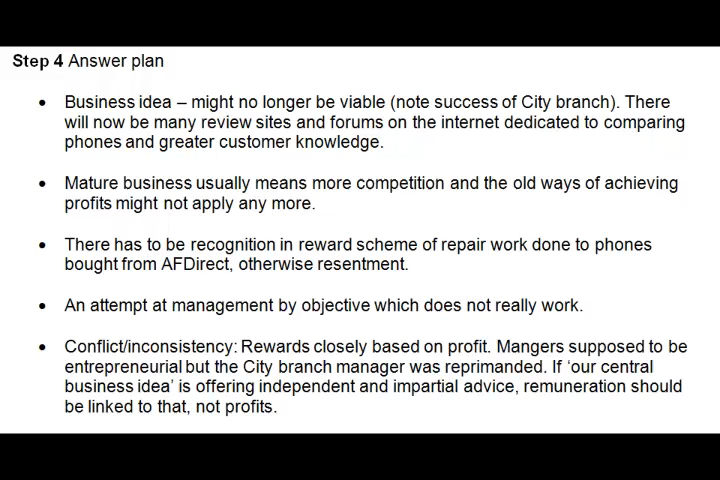 Step 4 Answer plan
• Business idea – might no longer be viable (note success of City branch). There
will now be many review sites and forums on the internet dedicated to comparing
phones and greater customer knowledge.
• Mature business usually means more competition and the old ways of achieving
profits might not apply any more.
• There has to be recognition in reward scheme of repair work done to phones
bought from AFDirect, otherwise resentment.
• An attempt at management by objective which does not really work.
• Conflict/inconsistency: Rewards closely based on profit. Mangers supposed to be
entrepreneurial but the City branch manager was reprimanded. If ‘our central
business idea’ is offering independent and impartial advice, remuneration should
be linked to that, not profits.